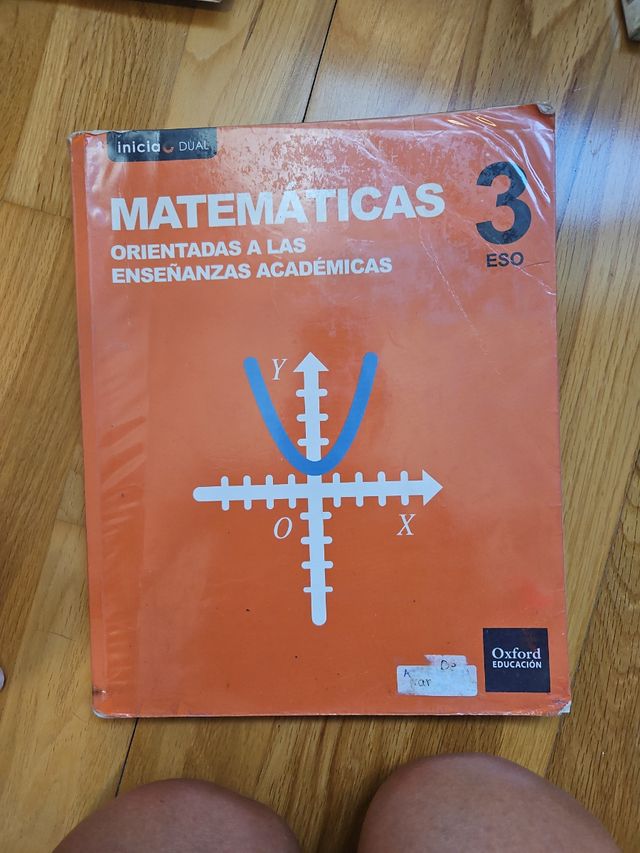 inicia DUAL
MATEMÁTICAS
ORIENTADAS A LAS
ENSEÑANZAS ACADÉMICAS
3
ESO
Y
O
X
Oxford
EDUCACIÓN